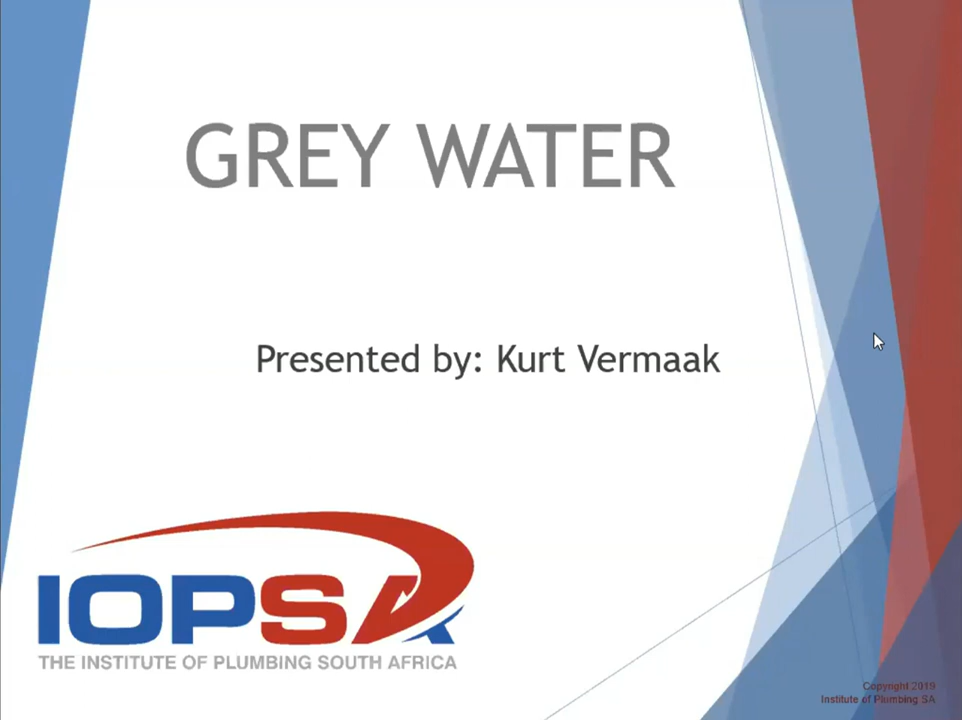 GREY WATER
Presented by: Kurt Vermaak
IOPSA
THE INSTITUTE OF PLUMBING SOUTH AFRICA
Copyright 2019
Institute of Plumbing SA